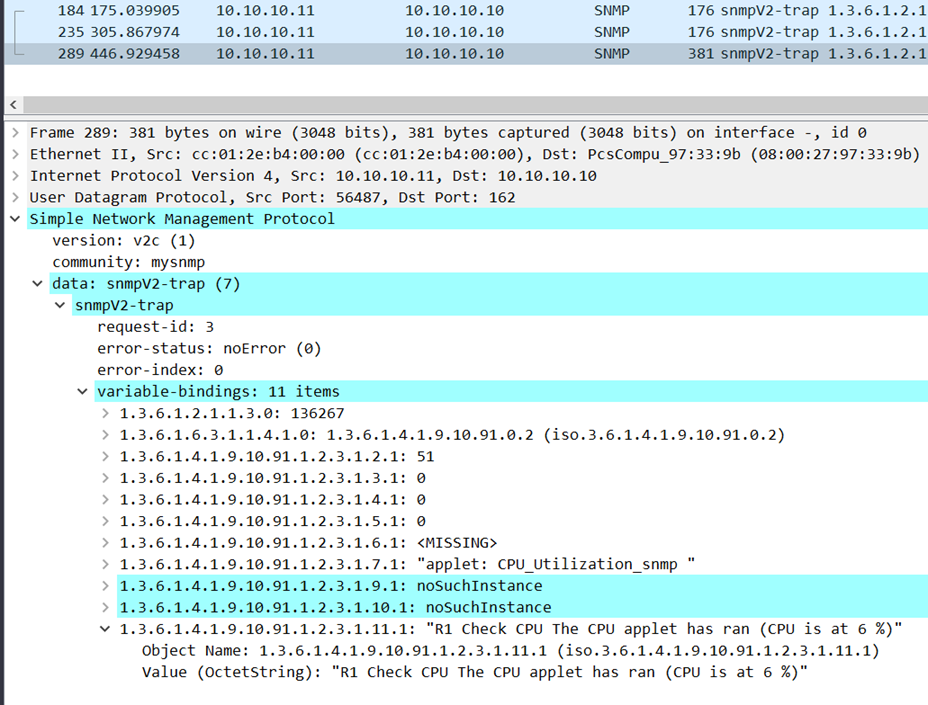 184 175.039905 10.10.10.11 10.10.10.10 SNMP 176 snmpV2-trap 1.3.6.1.2.1
235 305.867974 10.10.10.11 10.10.10.10 SNMP 176 snmpV2-trap 1.3.6.1.2.1
289 446.929458 10.10.10.11 10.10.10.10 SNMP 381 snmpV2-trap 1.3.6.1.2.1
Frame 289: 381 bytes on wire (3048 bits), 381 bytes captured (3048 bits) on interface -, id 0
Ethernet II, Src: cc:01:2e:b4:00:00 (cc:01:2e:b4:00:00), Dst: PcsCompu_97:33:9b (08:00:27:97:33:9b)
Internet Protocol Version 4, Src: 10.10.10.11, Dst: 10.10.10.10
User Datagram Protocol, Src Port: 56487, Dst Port: 162
Simple Network Management Protocol
version: v2c (1)
community: mysnmp
data: snmpV2-trap (7)
snmpV2-trap
request-id: 3
error-status: noError (0)
error-index: 0
variable-bindings: 11 items
1.3.6.1.2.1.1.3.0: 136267
1.3.6.1.6.3.1.1.4.1.0: 1.3.6.1.4.1.9.10.91.0.2 (iso.3.6.1.4.1.9.10.91.0.2)
1.3.6.1.4.1.9.10.91.1.2.3.1.2.1: 51
1.3.6.1.4.1.9.10.91.1.2.3.1.3.1: 0
1.3.6.1.4.1.9.10.91.1.2.3.1.4.1: 0
1.3.6.1.4.1.9.10.91.1.2.3.1.5.1: 0
1.3.6.1.4.1.9.10.91.1.2.3.1.6.1: <MISSING>
1.3.6.1.4.1.9.10.91.1.2.3.1.7.1: "applet: CPU_Utilization_snmp "
1.3.6.1.4.1.9.10.91.1.2.3.1.9.1: noSuchInstance
1.3.6.1.4.1.9.10.91.1.2.3.1.10.1: noSuchInstance
1.3.6.1.4.1.9.10.91.1.2.3.1.11.1: "R1 Check CPU The CPU applet has ran (CPU is at 6 %)"
Object Name: 1.3.6.1.4.1.9.10.91.1.2.3.1.11.1 (iso.3.6.1.4.1.9.10.91.1.2.3.1.11.1)
Value (OctetString): "R1 Check CPU The CPU applet has ran (CPU is at 6 %)"